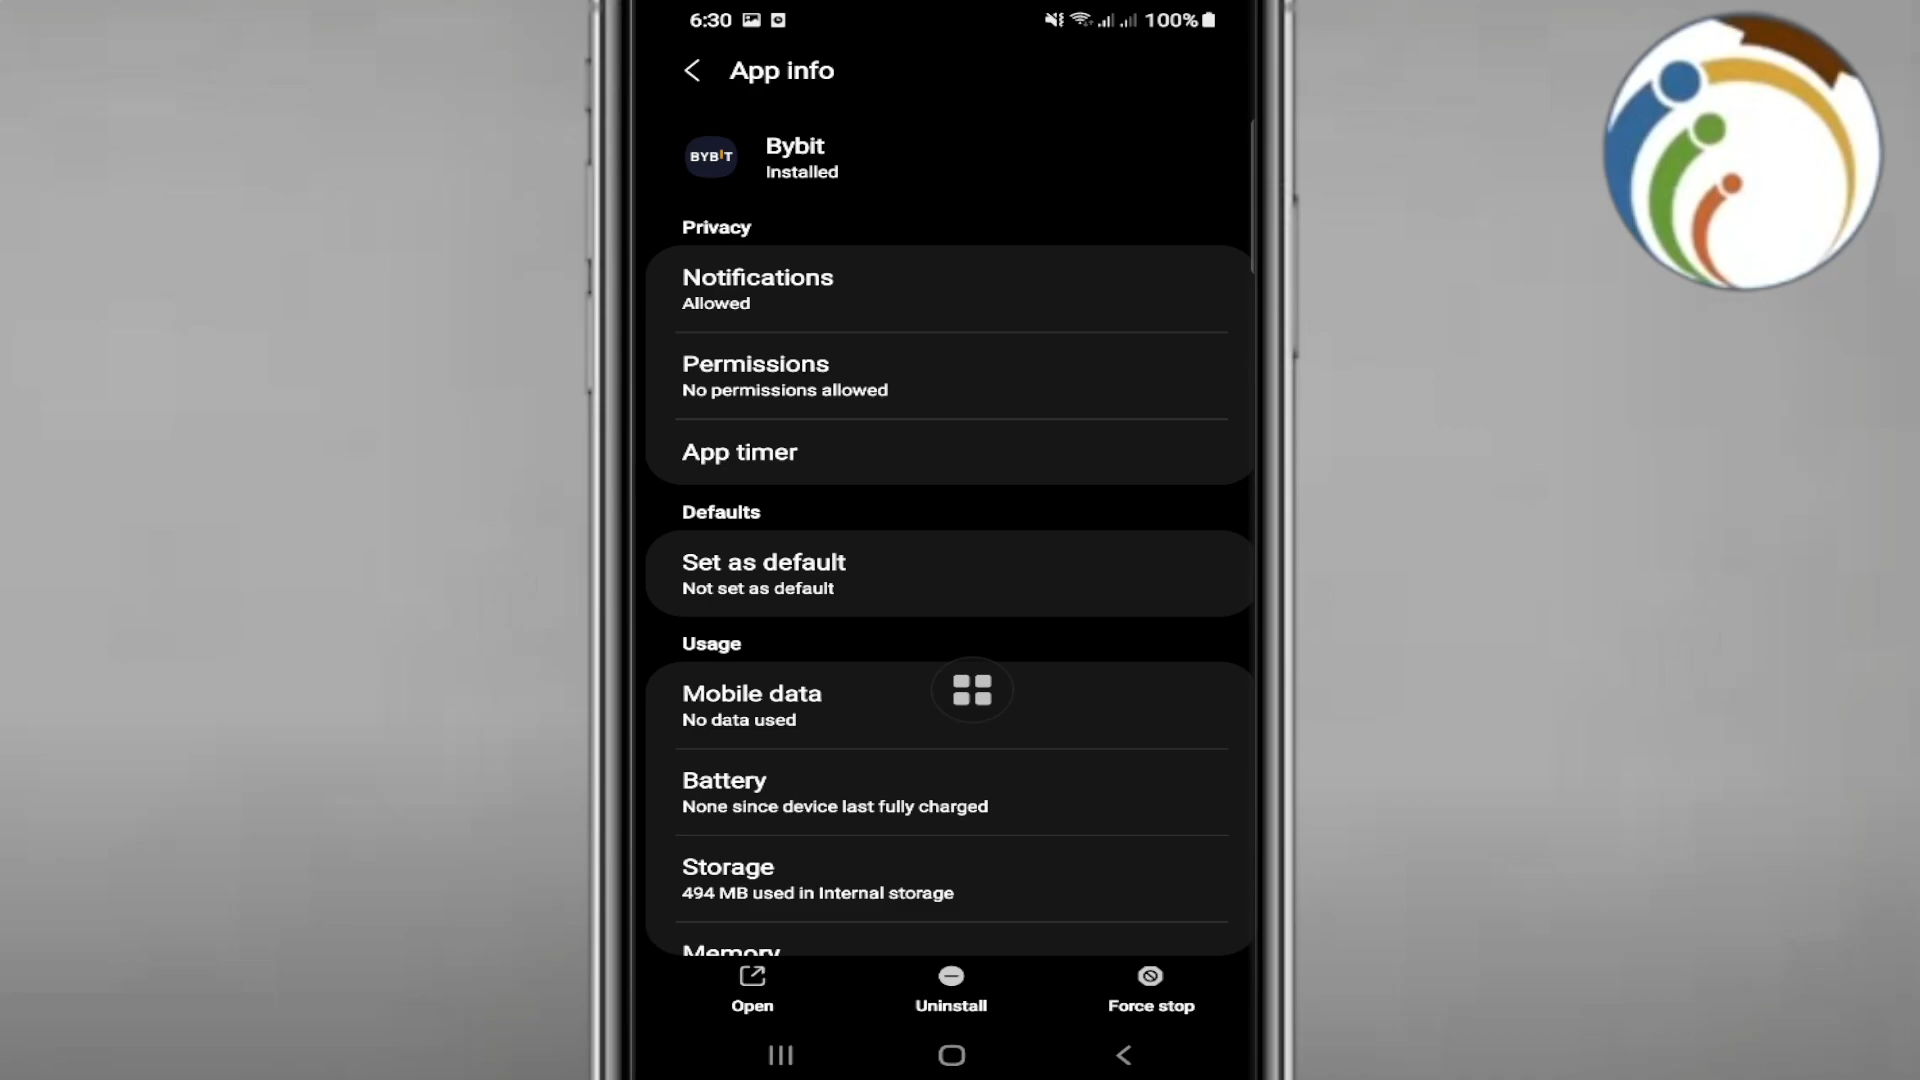 6:30
100%
App info
BYBIT
Bybit
Installed
Privacy
Notifications
Allowed
Permissions
No permissions allowed
App timer
Defaults
Set as default
Not set as default
Usage
Mobile data
No data used
Battery
None since device last fully charged
Storage
494 MB used in Internal storage
Memory
Open
Uninstall
Force stop